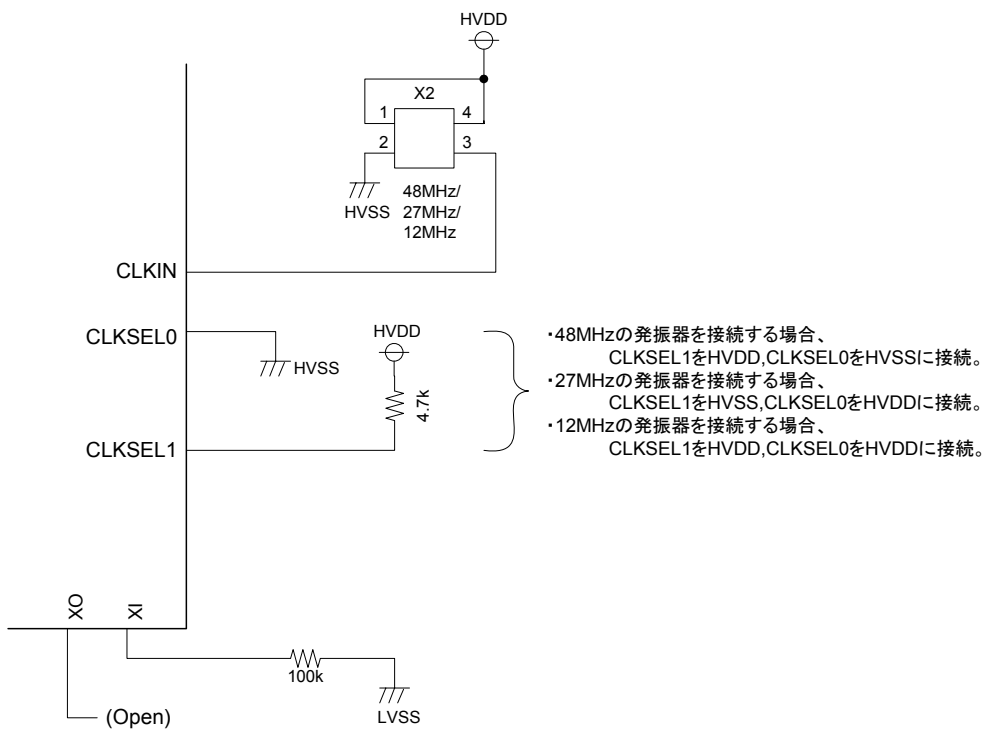 HVDD
X2
1
4
2
3
HVSS
48MHz/
27MHz/
12MHz
CLKIN
CLKSEL0
HVSS
HVDD
4.7k
CLKSEL1
・48MHzの発振器を接続する場合、
CLKSEL1をHVDD,CLKSEL0をHVSSに接続。
・27MHzの発振器を接続する場合、
CLKSEL1をHVSS,CLKSEL0をHVDDに接続。
・12MHzの発振器を接続する場合、
CLKSEL1をHVDD,CLKSEL0をHVDDに接続。
XO
XI
100k
LVSS
(Open)